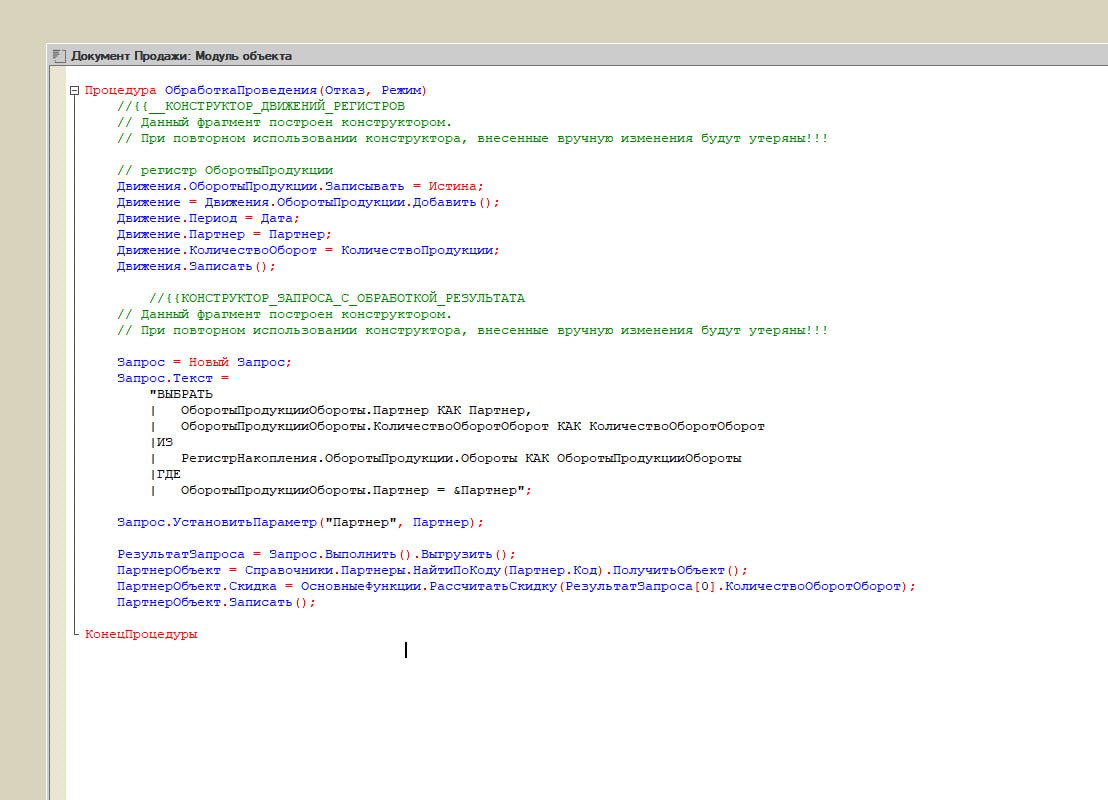 Документ Продажи: Модуль объекта
Процедура ОбработкаПроведения(Отказ, Режим)
//{{__КОНСТРУКТОР_ДВИЖЕНИЙ_РЕГИСТРОВ
// Данный фрагмент построен конструктором.
// При повторном использовании конструктора, внесенные вручную изменения будут утеряны!!!
// регистр ОборотыПродукции
Движения.ОборотыПродукции.Записывать = Истина;
Движение = Движения.ОборотыПродукции.Добавить();
Движение.Период = Дата;
Движение.Партнер = Партнер;
Движение.КоличествоОборот = КоличествоПродукции;
Движения.Записать();
//{{КОНСТРУКТОР_ЗАПРОСА_С_ОБРАБОТКОЙ_РЕЗУЛЬТАТА
// Данный фрагмент построен конструктором.
// При повторном использовании конструктора, внесенные вручную изменения будут утеряны!!!
Запрос = Новый Запрос;
Запрос.Текст =
"ВЫБРАТЬ
|   ОборотыПродукцииОбороты.Партнер КАК Партнер,
|   ОборотыПродукцииОбороты.КоличествоОборотОборот КАК КоличествоОборотОборот
|ИЗ
|   РегистрНакопления.ОборотыПродукции.Обороты КАК ОборотыПродукцииОбороты
|ГДЕ
|   ОборотыПродукцииОбороты.Партнер = &Партнер";
Запрос.УстановитьПараметр("Партнер", Партнер);
РезультатЗапроса = Запрос.Выполнить().Выгрузить();
ПартнерОбъект = Справочники.Партнеры.НайтиПоКоду(Партнер.Код).ПолучитьОбъект();
ПартнерОбъект.Скидка = ОсновныеФункции.РассчитатьСкидку(РезультатЗапроса[0].КоличествоОборотОборот);
ПартнерОбъект.Записать();
КонецПроцедуры